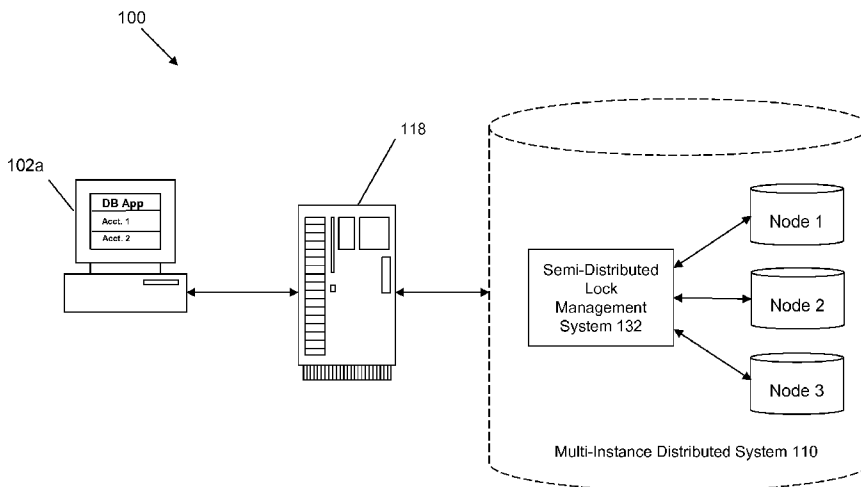 100
118
102a
DB App
Acct. 1
Acct. 2
Semi-Distributed
Lock
Management
System 132
Node 1
Node 2
Node 3
Multi-Instance Distributed System 110